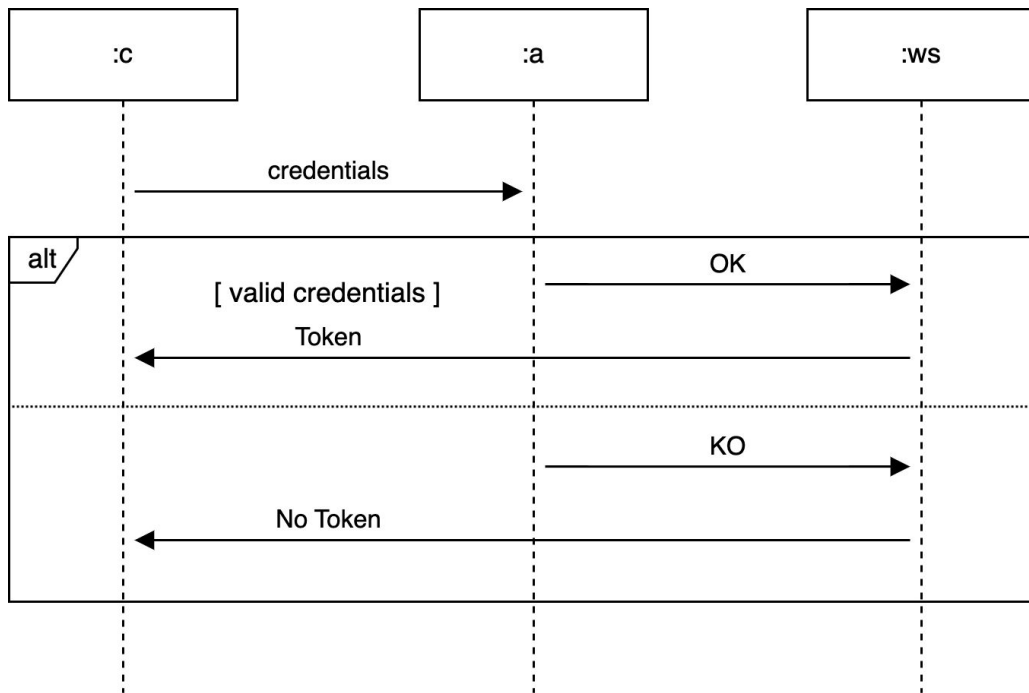 :c
:a
:ws
credentials
alt
OK
[ valid credentials ]
Token
KO
No Token